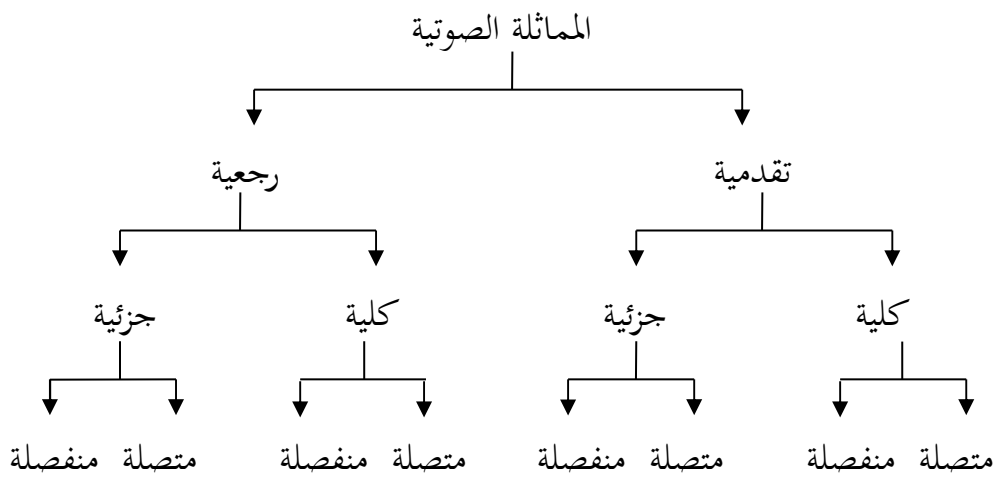 المماثلة الصوتية
تقدمية رجعية
كلية جزئية كلية جزئية
متصلة منفصلة متصلة منفصلة متصلة منفصلة متصلة منفصلة